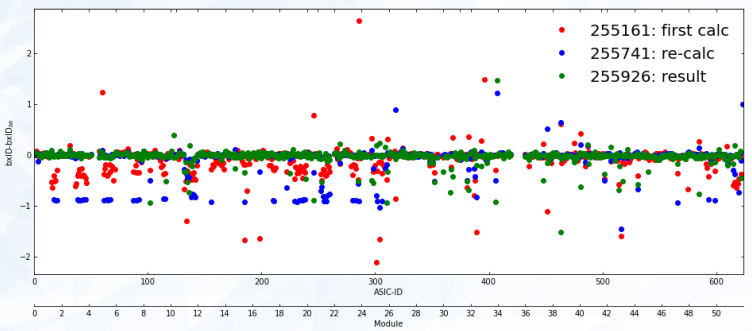 255161: first calc
255741: re-calc
255926: result
2
1
0
−1
−2
bxID-bxID₈₀
0 100 200 300 400 500 600
ASIC-ID
0 2 4 6 8 10 12 14 16 18 20 22 24 26 28 30 32 34 36 38 40 42 44 46 48 50
Module